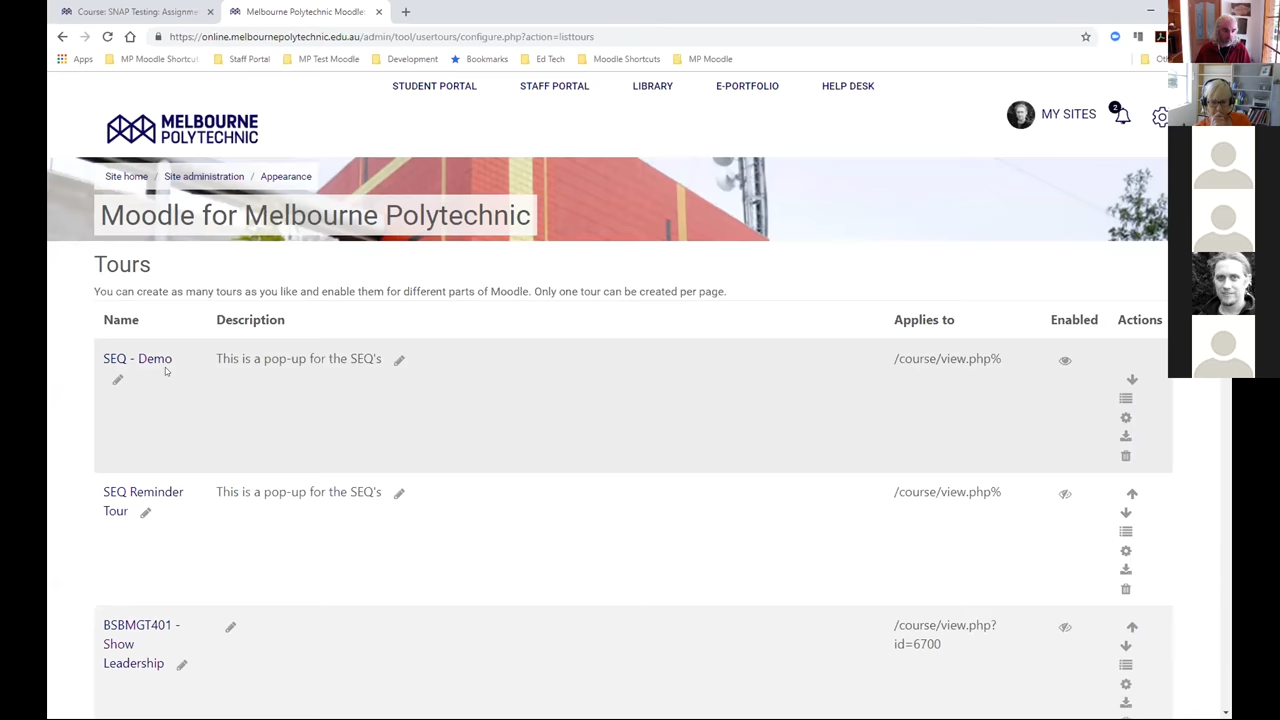 Course: SNAP Testing: Assignme
Melbourne Polytechnic Moodle:
https://online.melbournepolytechnic.edu.au/admin/tool/usertours/configure.php?action=listtours
Apps MP Moodle Shortcut Staff Portal MP Test Moodle Development Bookmarks Ed Tech Moodle Shortcuts MP Moodle
STUDENT PORTAL STAFF PORTAL LIBRARY E-PORTFOLIO HELP DESK
MELBOURNE
POLYTECHNIC
MY SITES 2
Site home / Site administration / Appearance
Moodle for Melbourne Polytechnic
Tours
You can create as many tours as you like and enable them for different parts of Moodle. Only one tour can be created per page.
Name Description Applies to Enabled Actions
SEQ - Demo This is a pop-up for the SEQ's /course/view.php%
SEQ Reminder This is a pop-up for the SEQ's /course/view.php%
Tour
BSBMGT401 - /course/view.php?
Show id=6700
Leadership